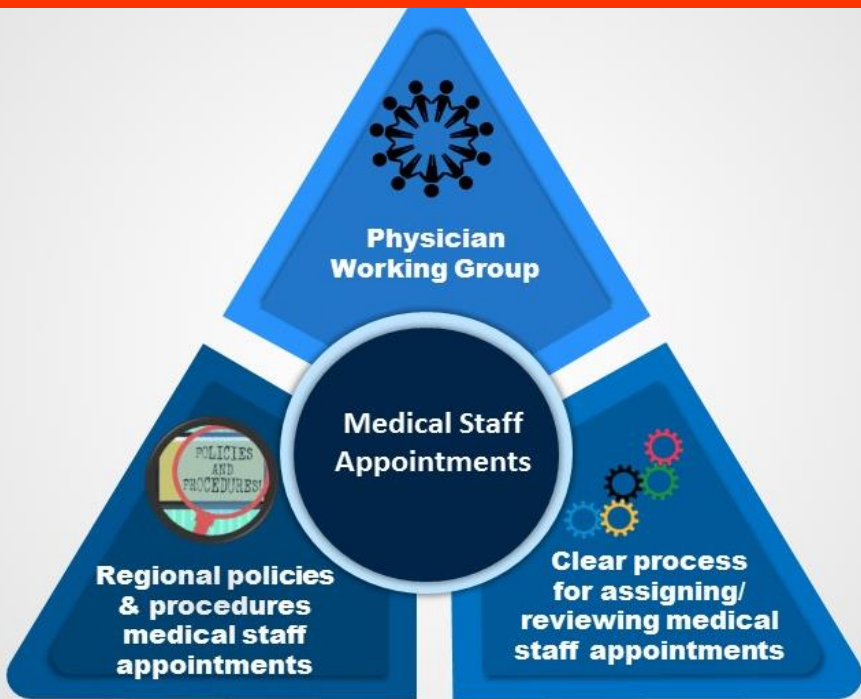 Physician
Working Group
Medical Staff
Appointments
POLICIES
AND
PROCEDURES!
Regional policies
& procedures
medical staff
appointments
Clear process
for assigning/
reviewing medical
staff appointments